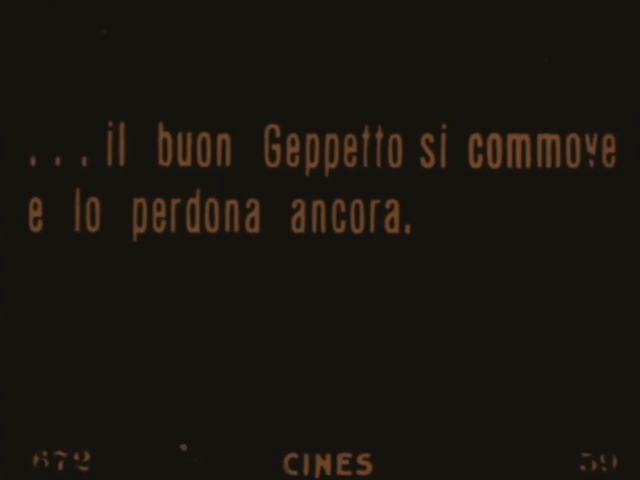 ...il buon Geppetto si commove
e lo perdona ancora.
672 CINES 59